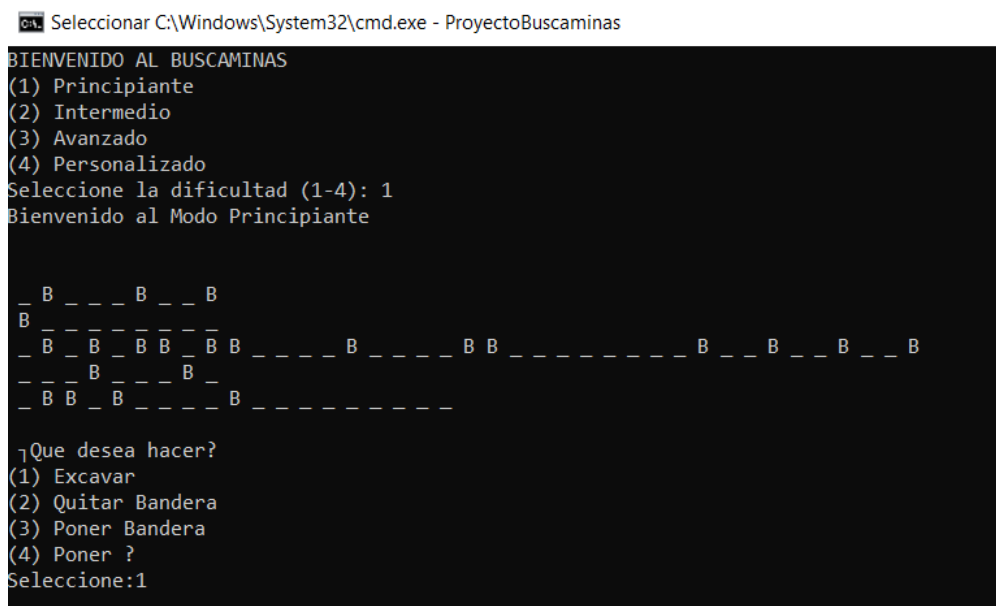 Seleccionar C:\Windows\System32\cmd.exe - ProyectoBuscaminas
BIENVENIDO AL BUSCAMINAS
(1) Principiante
(2) Intermedio
(3) Avanzado
(4) Personalizado
Seleccione la dificultad (1-4): 1
Bienvenido al Modo Principiante
_ B _ _ _ B _ _ B
B _ _ _ _ _ _ _ _
_ B _ B _ B B _ B B _ _ _ _ B _ _ _ _ B B _ _ _ _ _ _ _ _ B _ _ B _ _ B _ _ B
_ _ _ B _ _ _ B _
_ B B _ B _ _ _ _ B _ _ _ _ _ _ _ _ _
┐Que desea hacer?
(1) Excavar
(2) Quitar Bandera
(3) Poner Bandera
(4) Poner ?
Seleccione:1